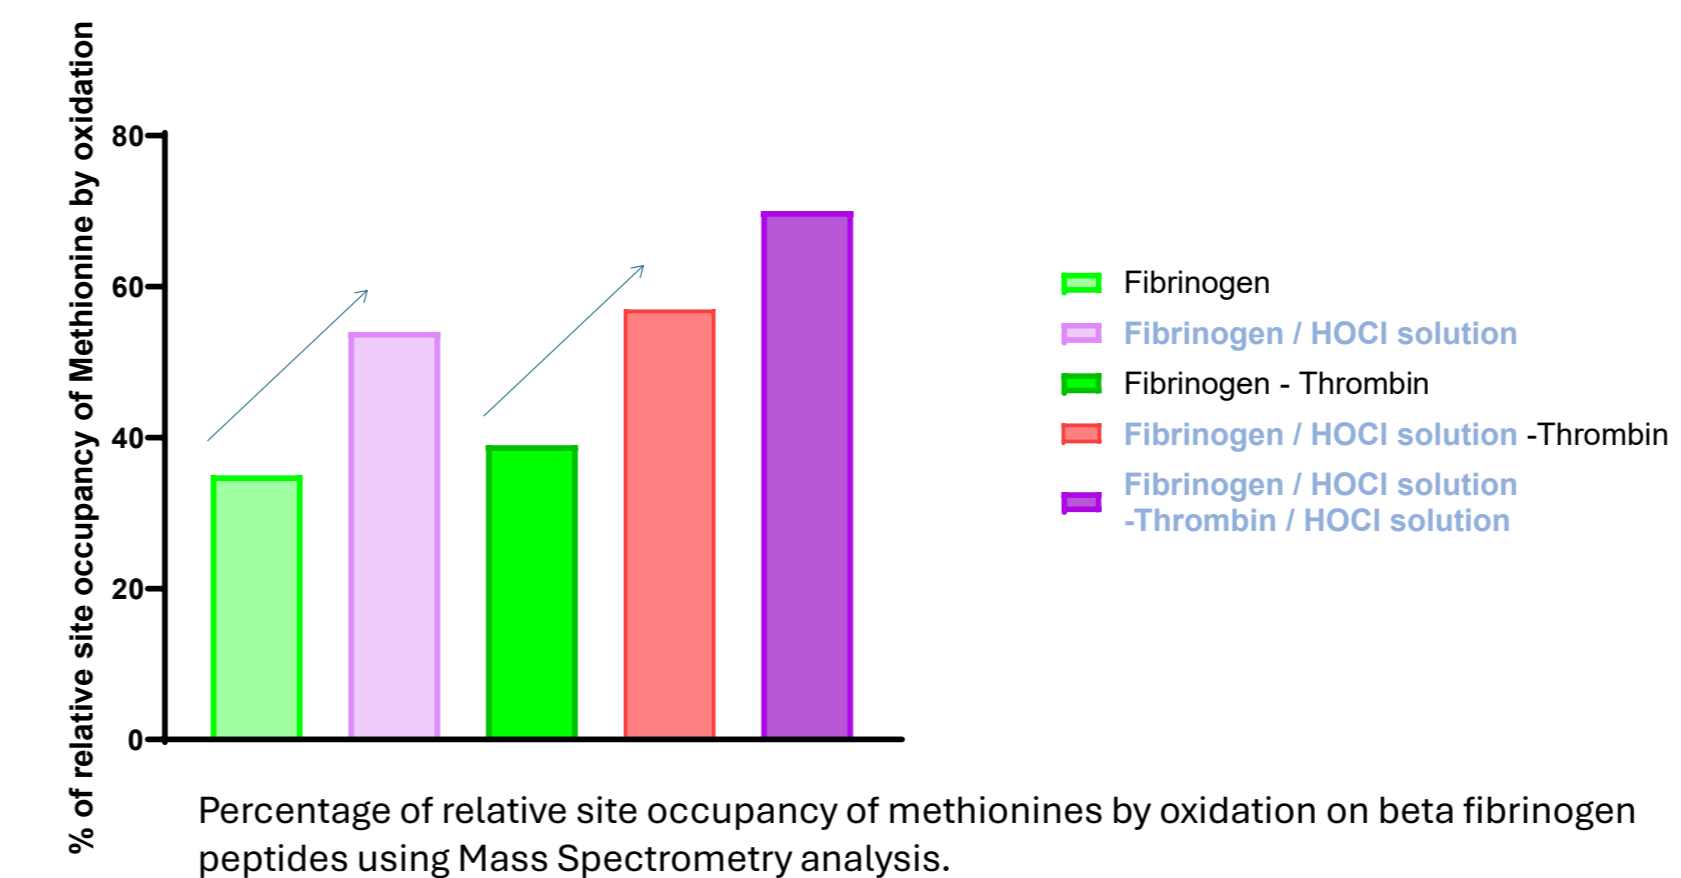 % of relative site occupancy of Methionine by oxidation
80
60
40
20
0
Fibrinogen
Fibrinogen / HOCl solution
Fibrinogen - Thrombin
Fibrinogen / HOCl solution -Thrombin
Fibrinogen / HOCl solution
-Thrombin / HOCl solution
Percentage of relative site occupancy of methionines by oxidation on beta fibrinogen
peptides using Mass Spectrometry analysis.